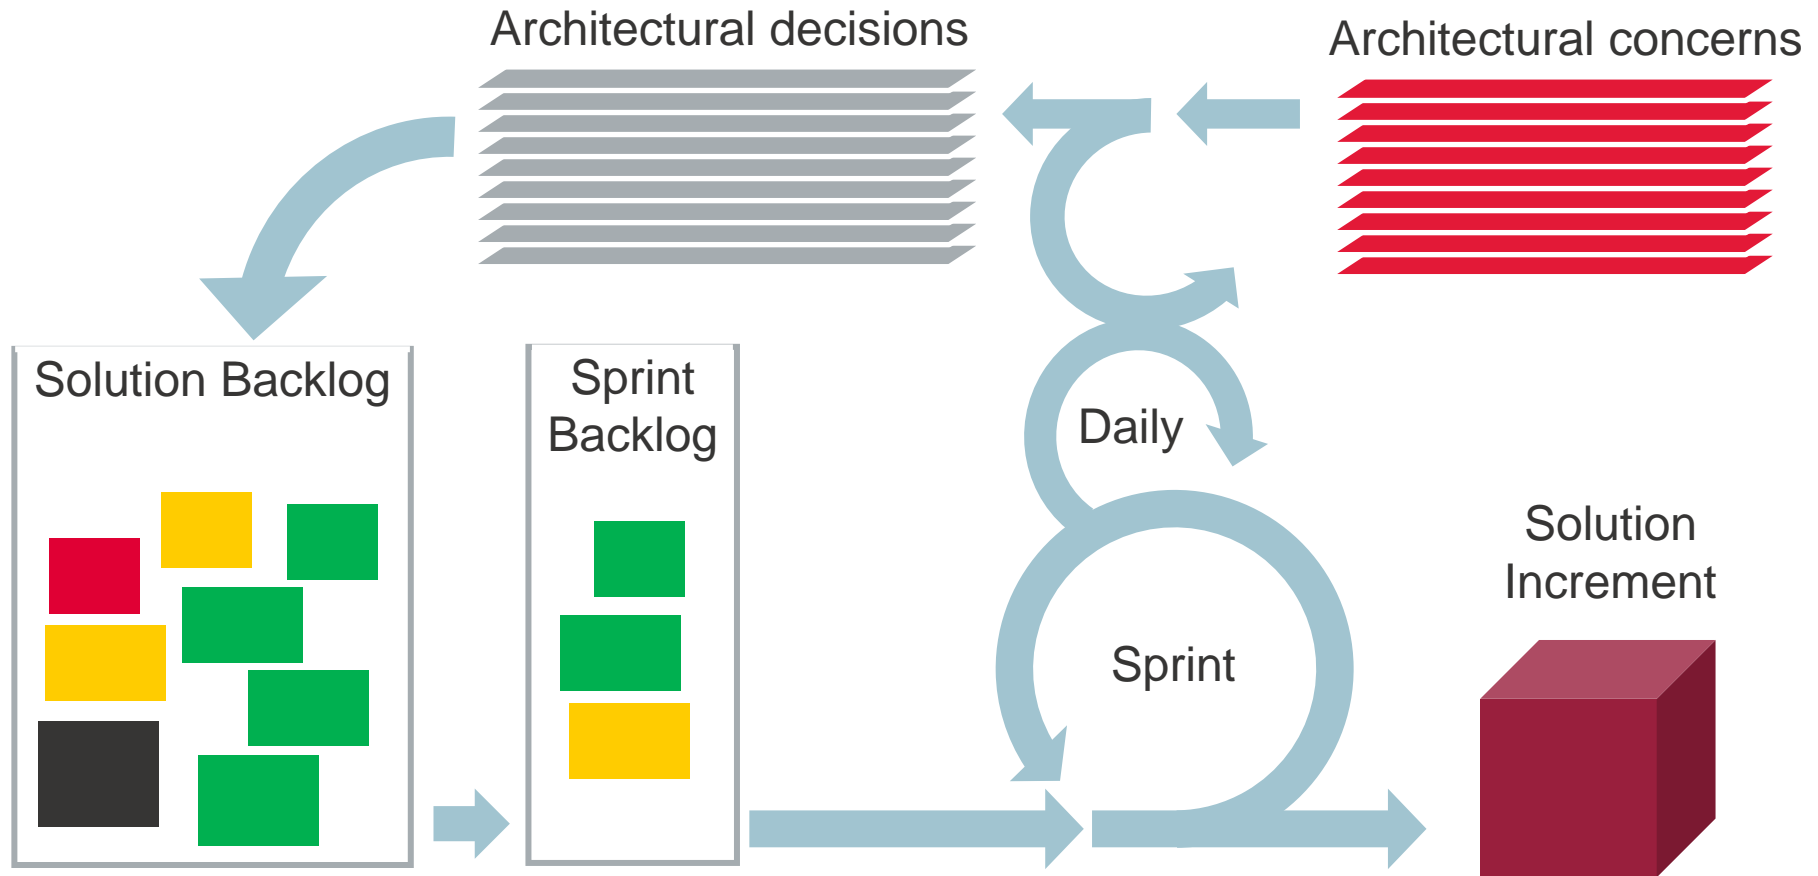 Architectural decisions
Architectural concerns
Solution Backlog
Sprint
Backlog
Daily
Sprint
Solution
Increment